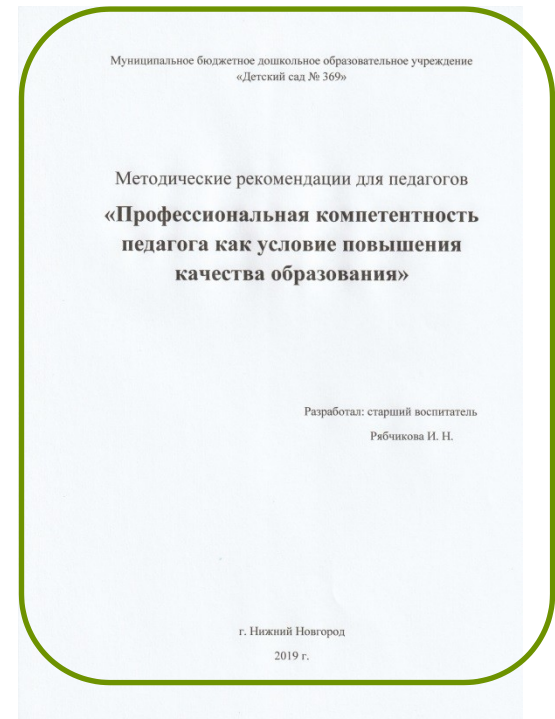 Муниципальное бюджетное дошкольное образовательное учреждение
«Детский сад № 369»
Методические рекомендации для педагогов
«Профессиональная компетентность
педагога как условие повышения
качества образования»
Разработал: старший воспитатель
Рябчикова И. Н.
г. Нижний Новгород
2019 г.